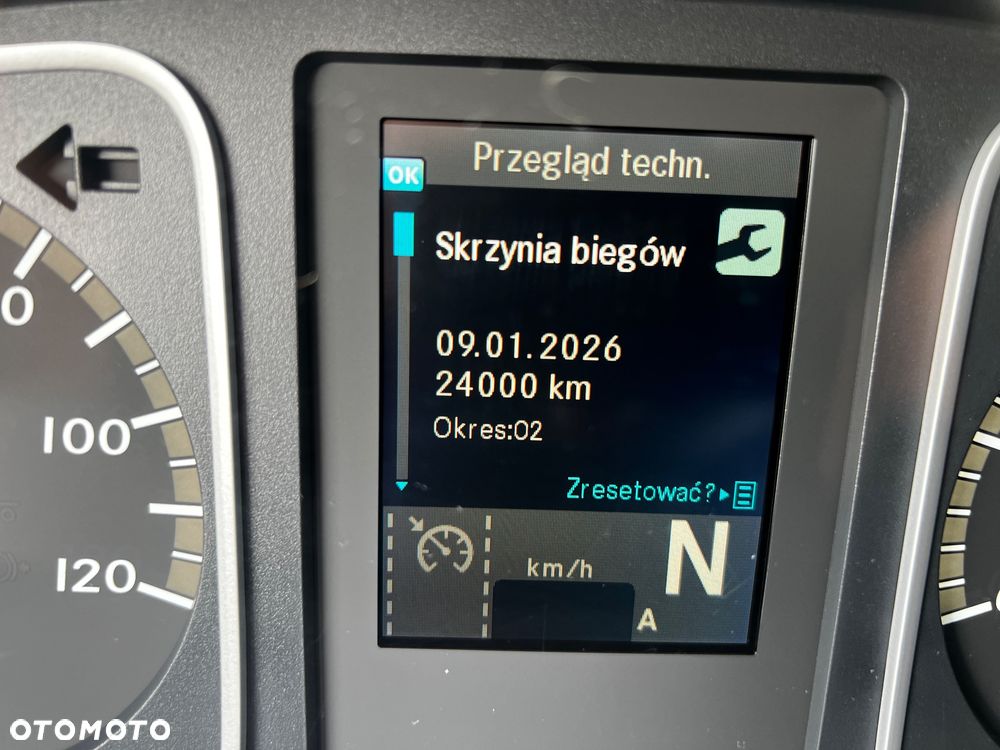 Przegląd techn.
OK
Skrzynia biegów
09.01.2026
24000 km
Okres:02
Zresetować?
km/h
N
A
0
100
120
OTOMOTO